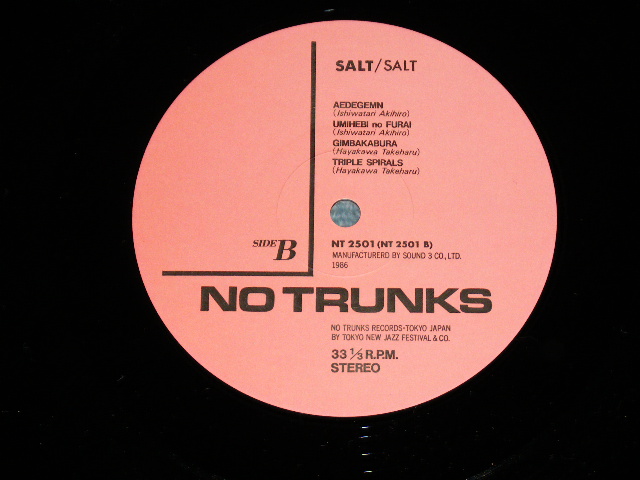 SALT/SALT
AEDEGEMN
(Ishiwatari Akihiro)
UMIHEBI no FURAI
(Ishiwatari Akihiro)
GIMBAKABURA
(Hayakawa Takeharu)
TRIPLE SPIRALS
(Hayakawa Takeharu)
SIDE B
NT 2501 (NT 2501 B)
MANUFACTURERD BY SOUND 3 CO., LTD.
1986
NO TRUNKS
NO TRUNKS RECORDS·TOKYO JAPAN
BY TOKYO NEW JAZZ FESTIVAL & CO.
33 1/3 R.P.M.
STEREO